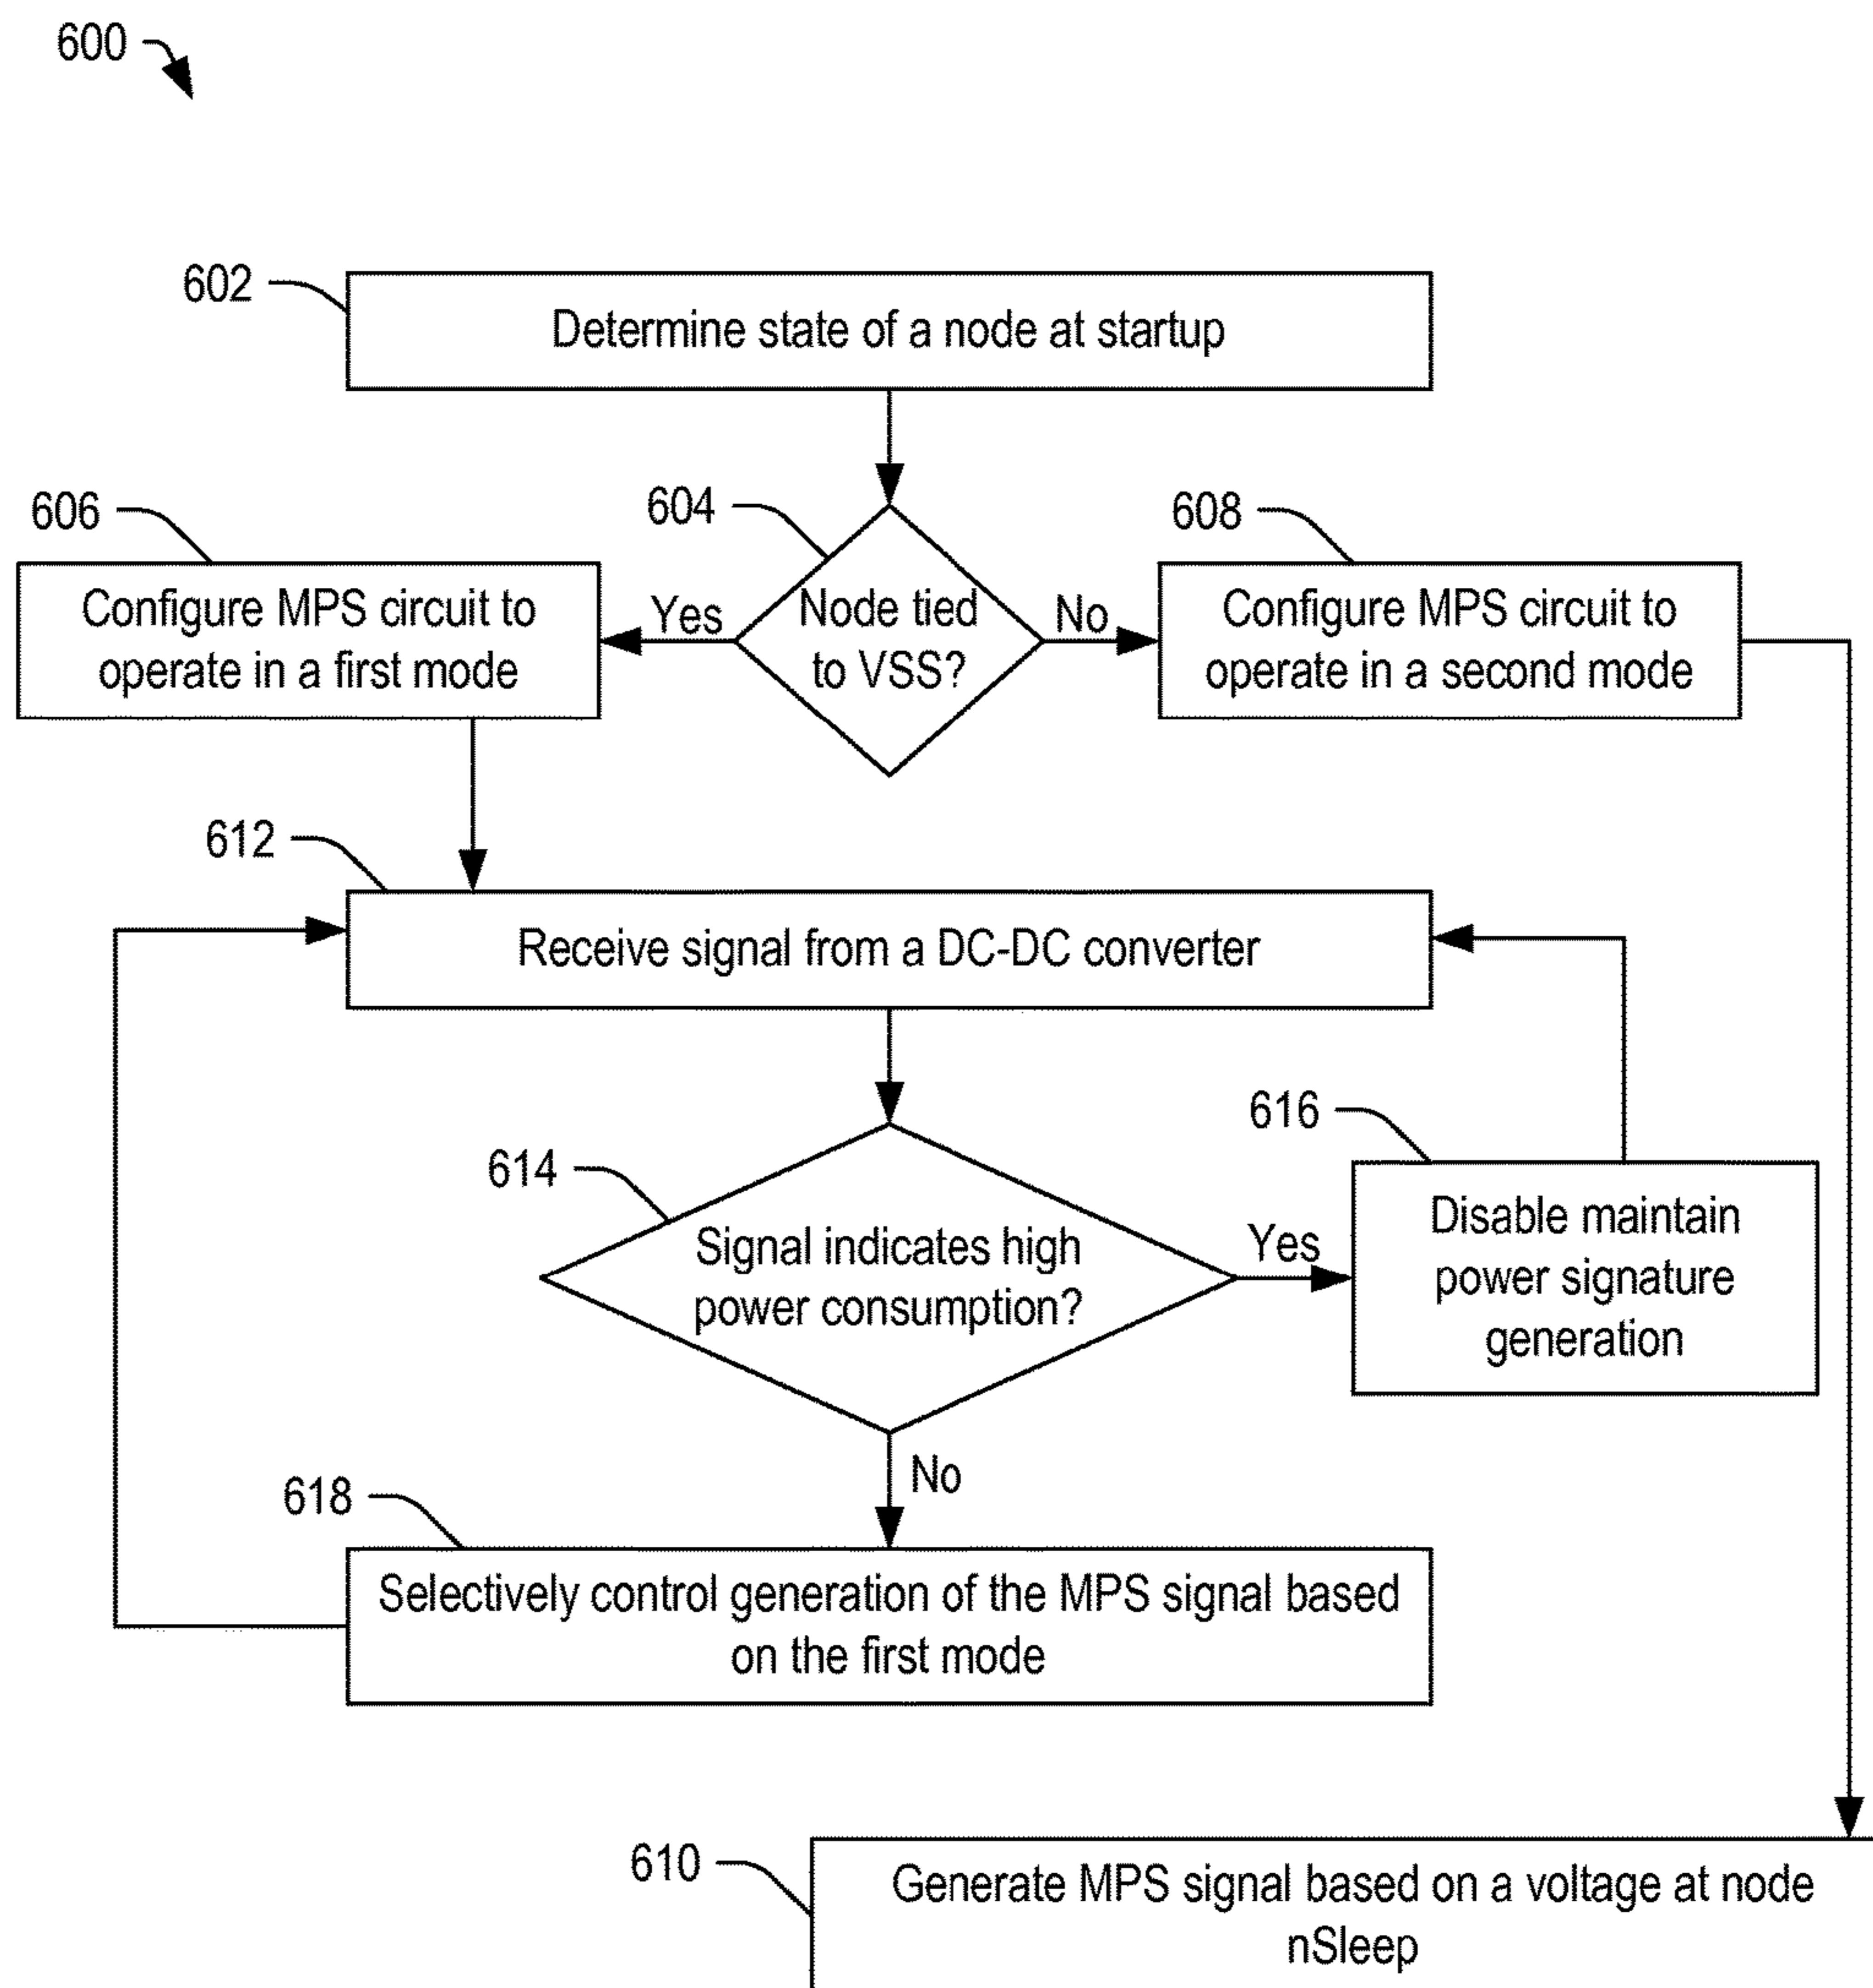 600
602
Determine state of a node at startup
606
604
608
Configure MPS circuit to
operate in a first mode
Yes
Node tied
to VSS?
No
Configure MPS circuit to
operate in a second mode
612
Receive signal from a DC-DC converter
614
Signal indicates high
power consumption?
Yes
616
Disable maintain
power signature
generation
No
618
Selectively control generation of the MPS signal based
on the first mode
610
Generate MPS signal based on a voltage at node
nSleep